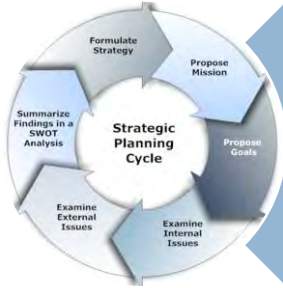 Formulate
Strategy
Propose
Mission
Propose
Goals
Examine
Internal
Issues
Examine
External
Issues
Summarize
Findings in a
SWOT
Analysis
Strategic
Planning
Cycle